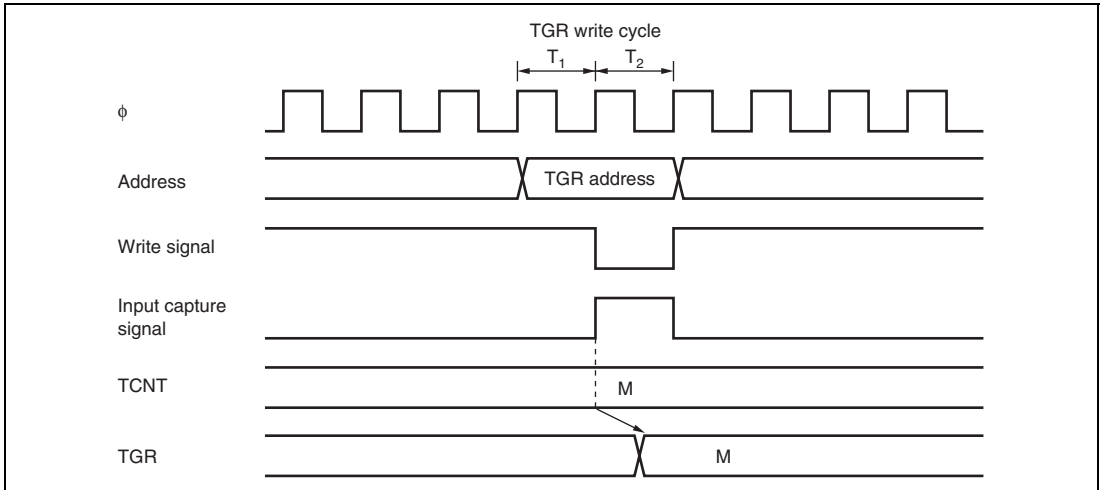 TGR write cycle
T1 T2
φ
Address
TGR address
Write signal
Input capture
signal
TCNT
M
TGR
M